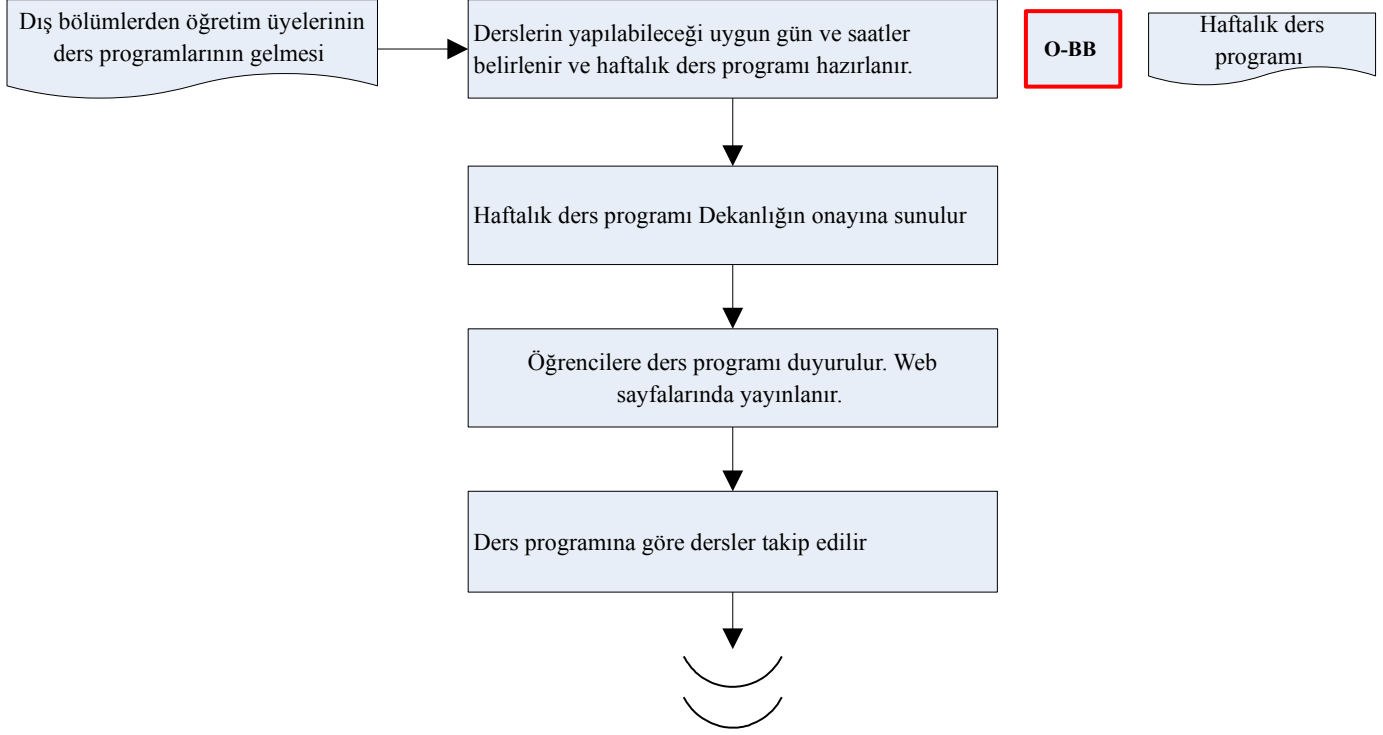 Dış bölümlerden öğretim üyelerinin
ders programlarının gelmesi
Derslerin yapılabileceği uygun gün ve saatler
belirlenir ve haftalık ders programı hazırlanır.
O-BB
Haftalık ders
programı
Haftalık ders programı Dekanlığın onayına sunulur
Öğrencilere ders programı duyurulur. Web
sayfalarında yayınlanır.
Ders programına göre dersler takip edilir